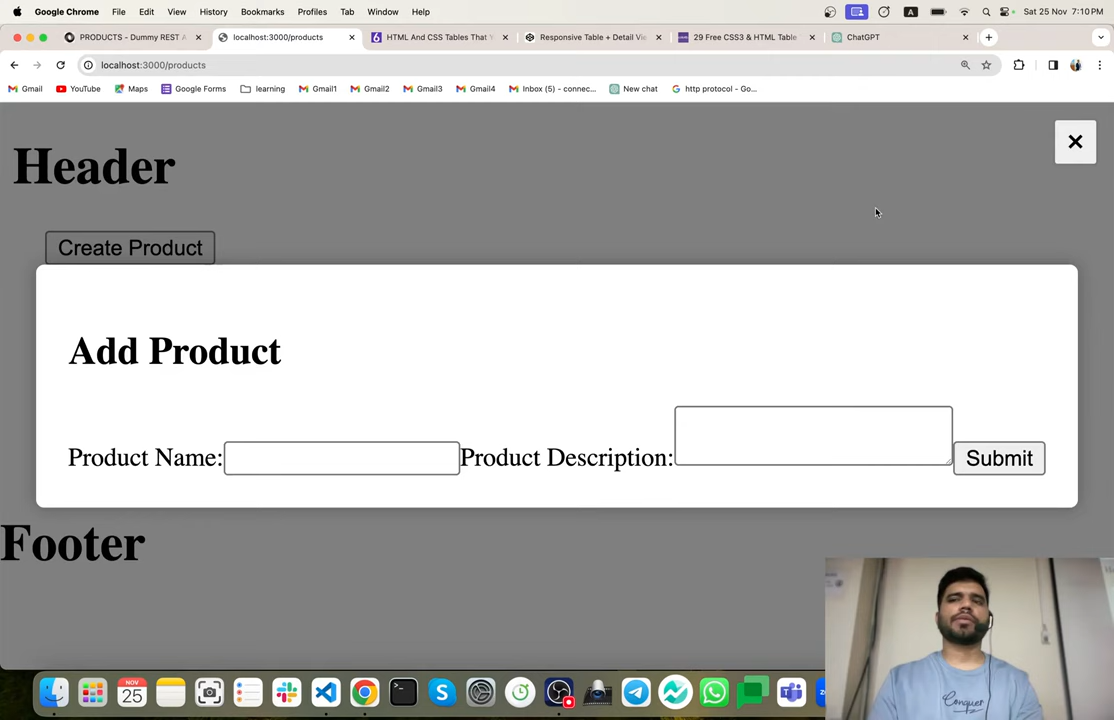 Google Chrome File Edit View History Bookmarks Profiles Tab Window Help A Sat 25 Nov 7:10 PM
PRODUCTS - Dummy REST A × localhost:3000/products × HTML And CSS Tables That Y × Responsive Table + Detail Vie × 29 Free CSS3 & HTML Table × ChatGPT × +
localhost:3000/products
Gmail YouTube Maps Google Forms learning Gmail1 Gmail2 Gmail3 Gmail4 Inbox (5) - connec... New chat http protocol - Go...
×
Header
Create Product
Add Product
Product Name: Product Description: Submit
Footer
Conquer
NOV
25